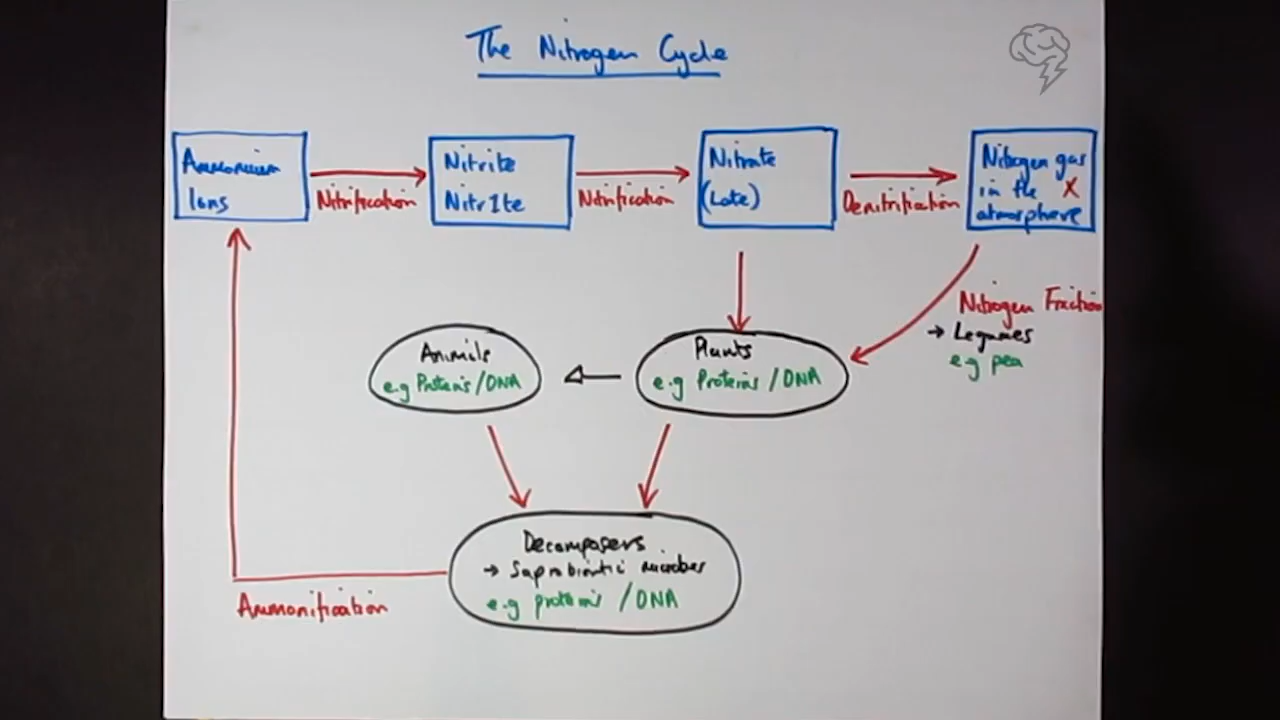 The Nitrogen Cycle
Ammonium
Ions
Nitrification
Nitrite
NitrIte
Nitrification
Nitrate
(Late)
Denitrification
Nitrogen gas
in the X
atmosphere
Nitrogen Fixation
→ Legumes
e.g pea
Animals
e.g Proteins/DNA
Plants
e.g Proteins/DNA
Decomposers
→ Saprobiontic microbes
e.g proteins/DNA
Ammonification